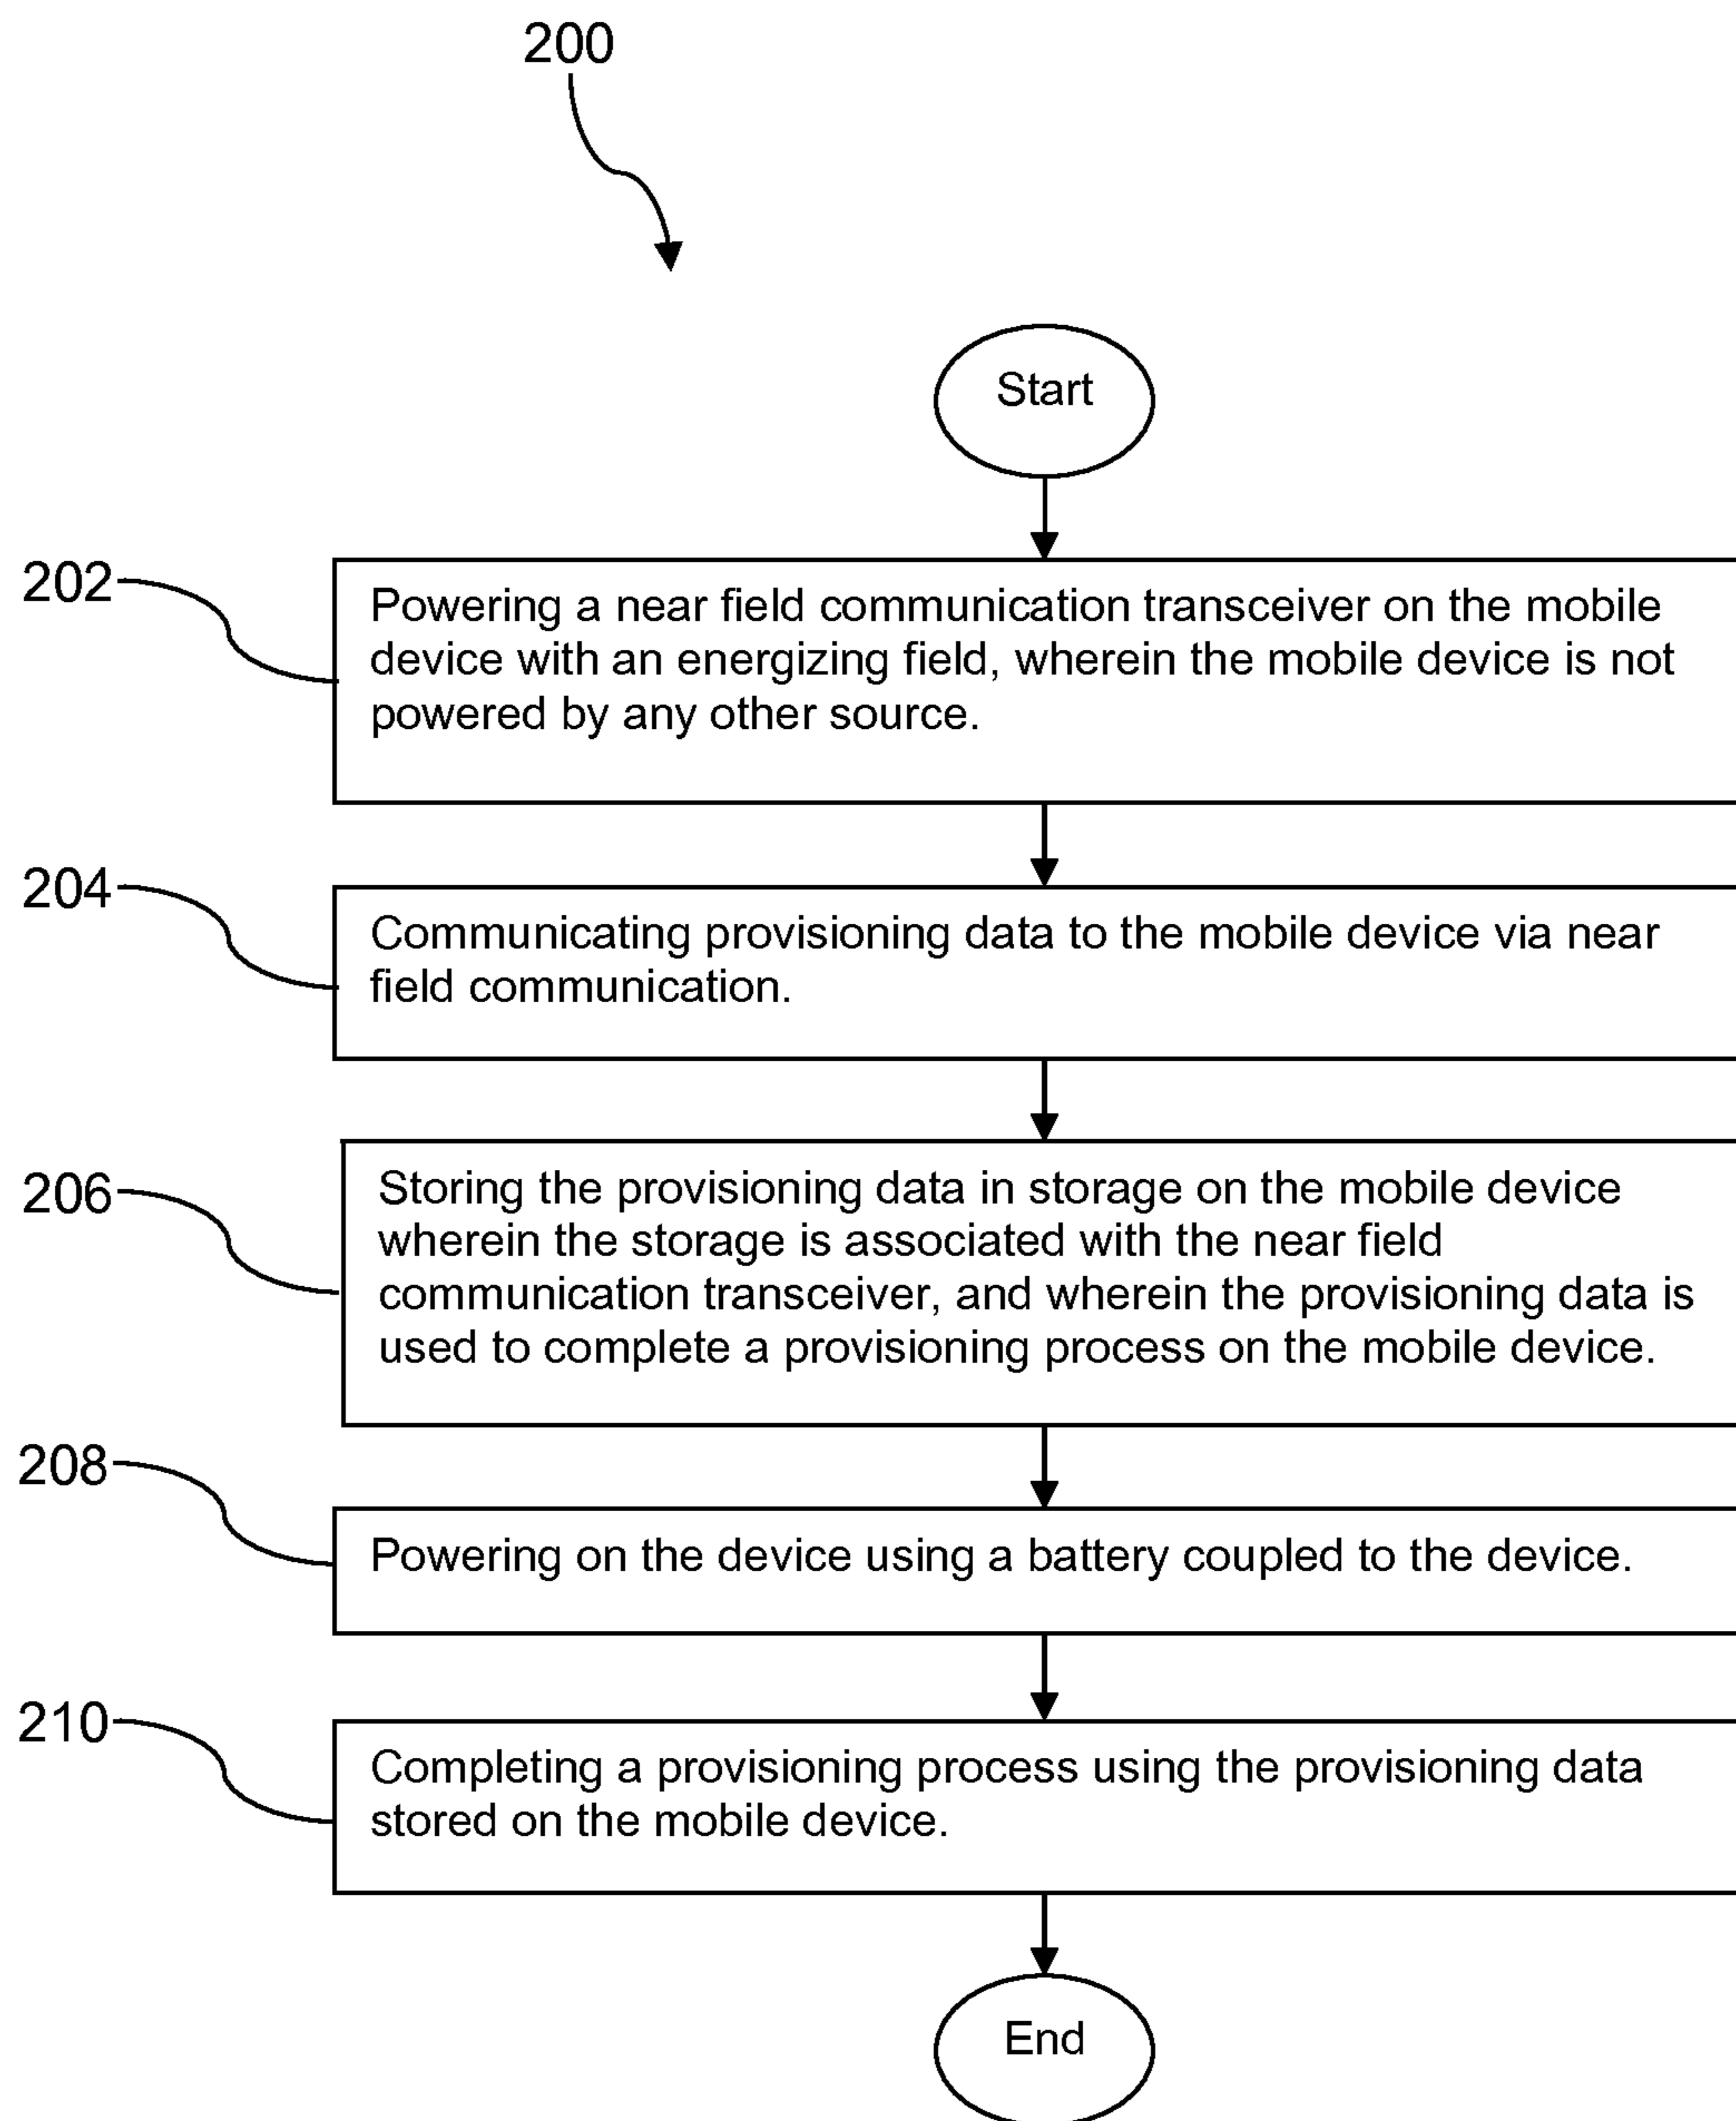 200
Start
202
Powering a near field communication transceiver on the mobile
device with an energizing field, wherein the mobile device is not
powered by any other source.
204
Communicating provisioning data to the mobile device via near
field communication.
206
Storing the provisioning data in storage on the mobile device
wherein the storage is associated with the near field
communication transceiver, and wherein the provisioning data is
used to complete a provisioning process on the mobile device.
208
Powering on the device using a battery coupled to the device.
210
Completing a provisioning process using the provisioning data
stored on the mobile device.
End